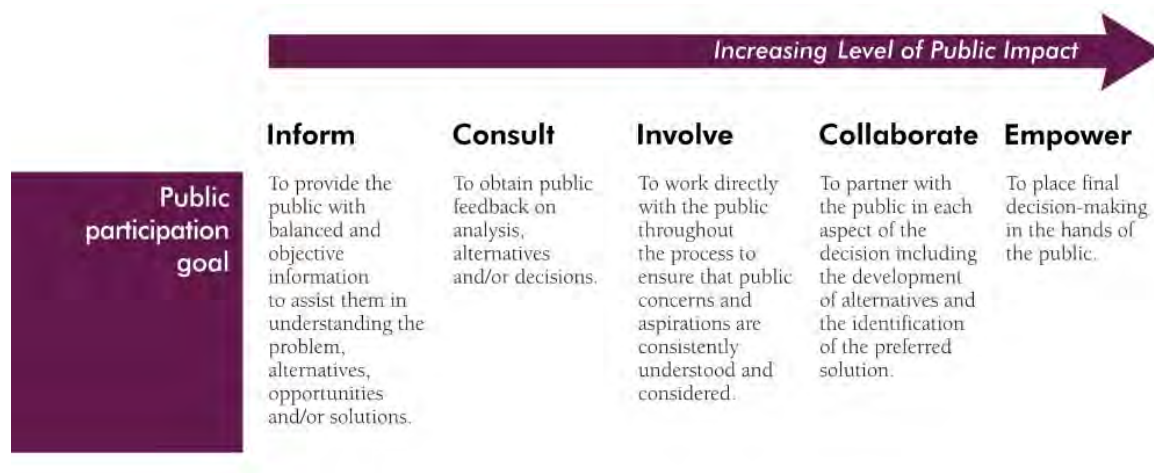 Increasing Level of Public Impact
Inform
Consult
Involve
Collaborate
Empower
Public
participation
goal
To provide the
public with
balanced and
objective
information
to assist them in
understanding the
problem,
alternatives,
opportunities
and/or solutions.
To obtain public
feedback on
analysis,
alternatives
and/or decisions.
To work directly
with the public
throughout
the process to
ensure that public
concerns and
aspirations are
consistently
understood and
considered.
To partner with
the public in each
aspect of the
decision including
the development
of alternatives and
the identification
of the preferred
solution.
To place final
decision-making
in the hands of
the public.